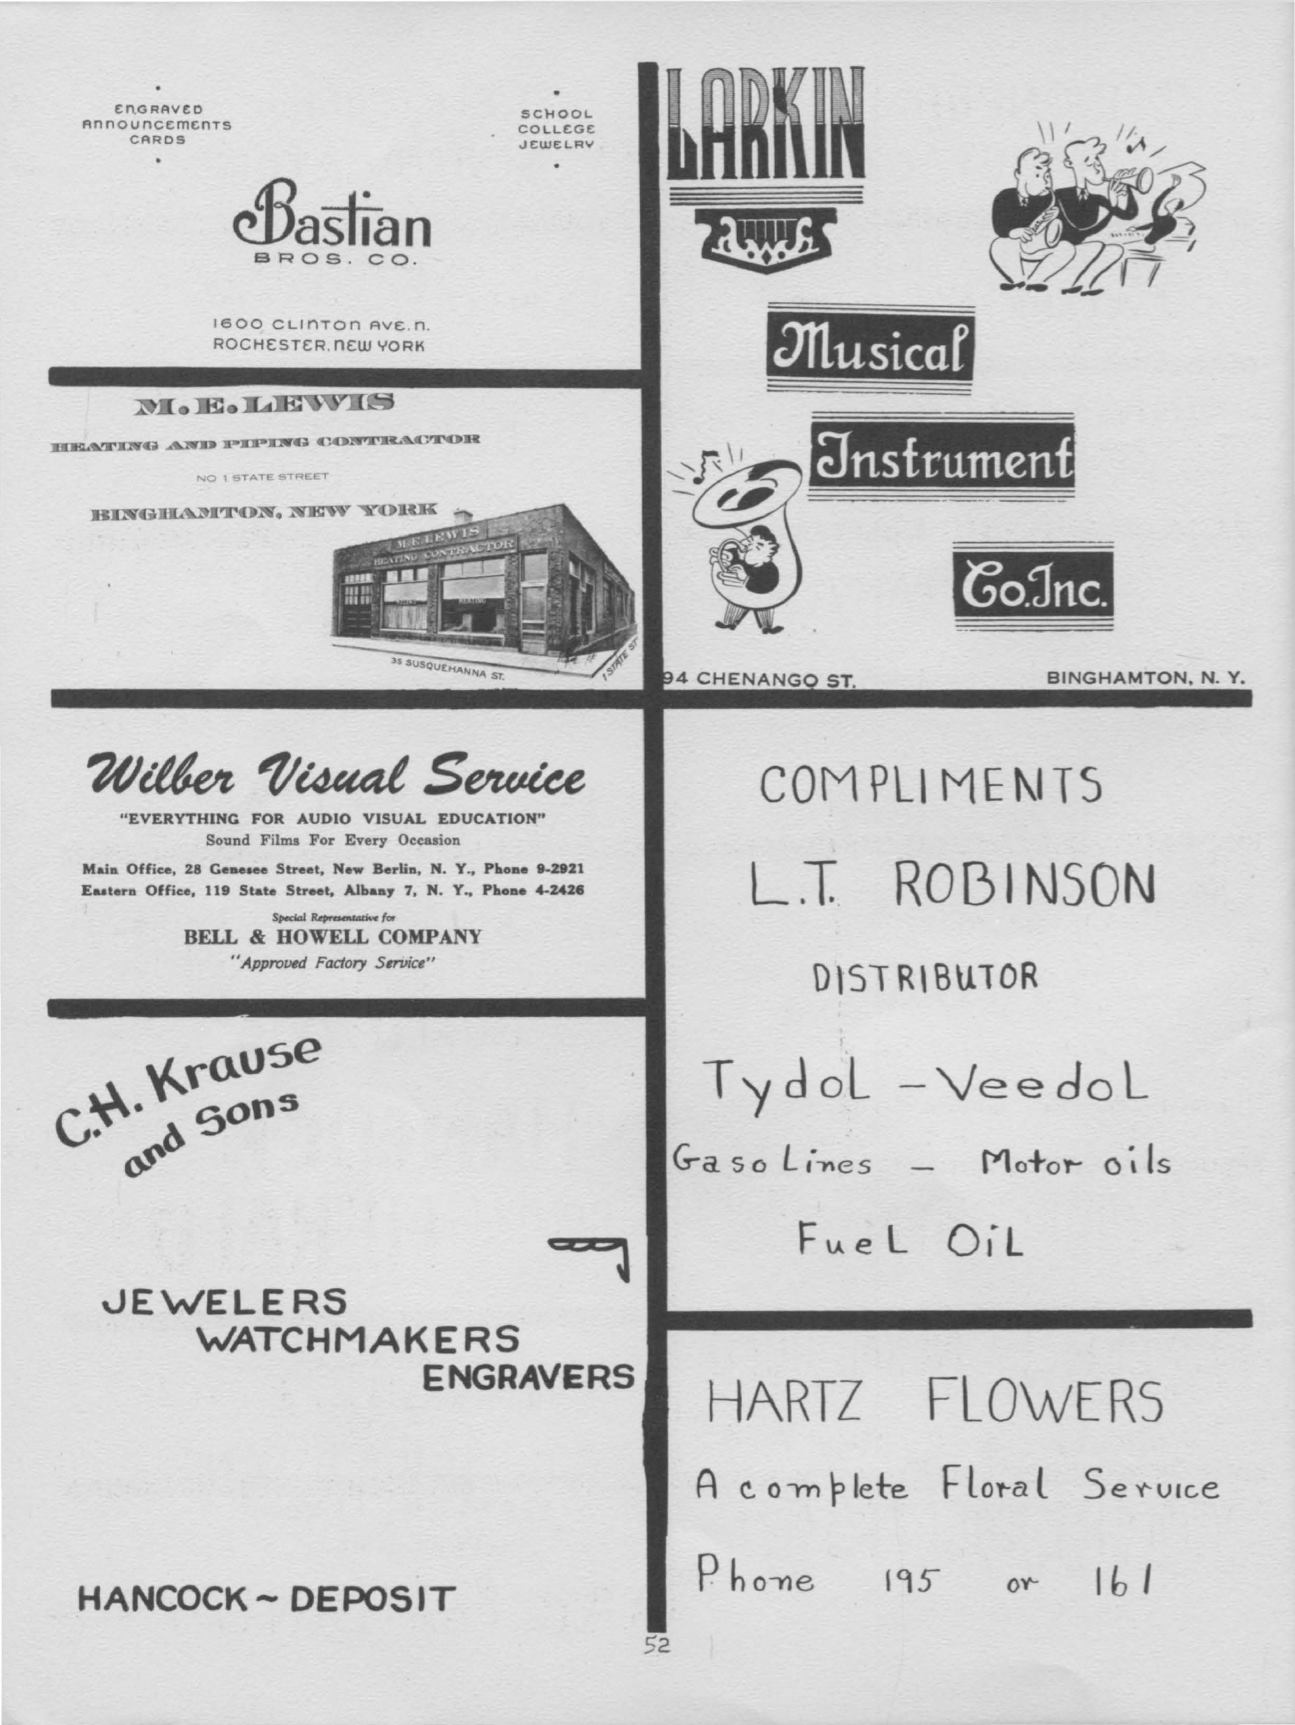 ENGRAVED
ANNOUNCEMENTS
CARDS
SCHOOL
COLLEGE
JEWELRY
Bastian
BROS. CO.
1600 CLINTON AVE. N.
ROCHESTER. NEW YORK
M. E. LEWIS
HEATING AND PIPING CONTRACTOR
NO 1 STATE STREET
BINGHAMTON, NEW YORK
M.E. LEWIS
HEATING CONTRACTOR
HEATING
35 SUSQUEHANNA ST.
1 STATE ST
Wilber Visual Service
"EVERYTHING FOR AUDIO VISUAL EDUCATION"
Sound Films For Every Occasion
Main Office, 28 Genesee Street, New Berlin, N. Y., Phone 9-2921
Eastern Office, 119 State Street, Albany 7, N. Y., Phone 4-2426
Special Representative for
BELL & HOWELL COMPANY
"Approved Factory Service"
C.H. Krause
and Sons
JEWELERS
WATCHMAKERS
ENGRAVERS
HANCOCK ~ DEPOSIT
LARKIN
Musical
Instrument
Co. Inc.
94 CHENANGO ST. BINGHAMTON, N. Y.
COMPLIMENTS
L.T. ROBINSON
DISTRIBUTOR
Tydol - Veedol
Gasolines - Motor oils
Fuel Oil
HARTZ FLOWERS
A complete Floral Service
Phone 195 or 161
52